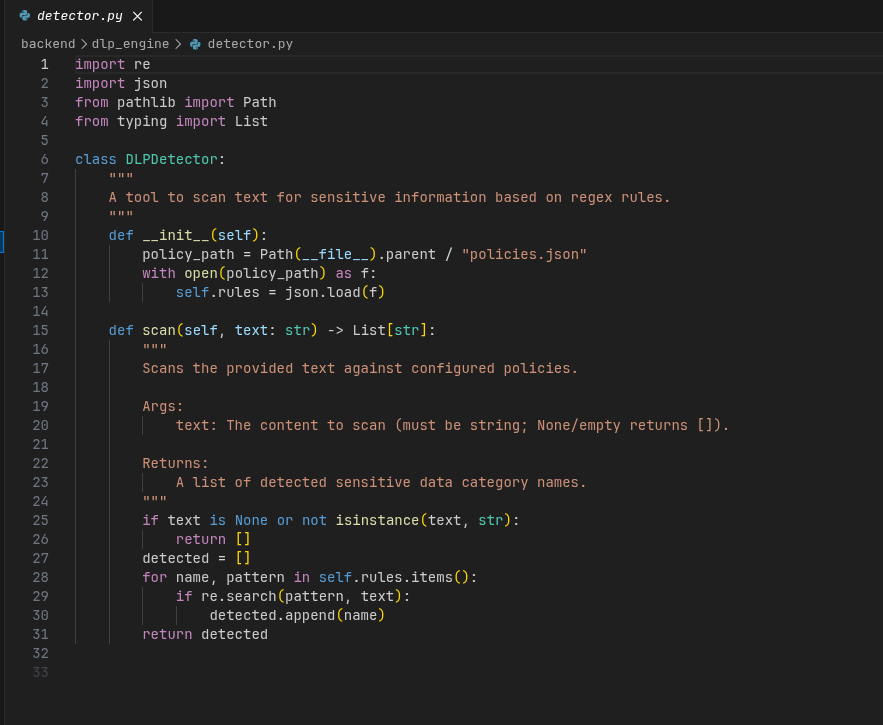 detector.py
backend dlp_engine detector.py
1 import re
2 import json
3 from pathlib import Path
4 from typing import List
5
6 class DLPDetector:
7     """
8     A tool to scan text for sensitive information based on regex rules.
9     """
10     def __init__(self):
11         policy_path = Path(__file__).parent / "policies.json"
12         with open(policy_path) as f:
13             self.rules = json.load(f)
14
15     def scan(self, text: str) -> List[str]:
16         """
17         Scans the provided text against configured policies.
18
19         Args:
20             text: The content to scan (must be string; None/empty returns []).
21
22         Returns:
23             A list of detected sensitive data category names.
24         """
25         if text is None or not isinstance(text, str):
26             return []
27         detected = []
28         for name, pattern in self.rules.items():
29             if re.search(pattern, text):
30                 detected.append(name)
31         return detected
32
33